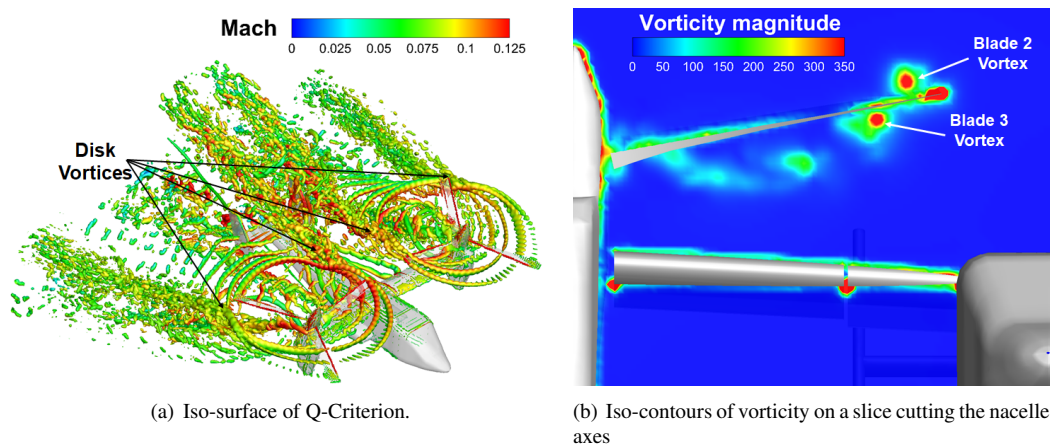 Mach
0 0.025 0.05 0.075 0.1 0.125
Disk
Vortices
(a) Iso-surface of Q-Criterion.
Vorticity magnitude
0 50 100 150 200 250 300 350
Blade 2
Vortex
Blade 3
Vortex
(b) Iso-contours of vorticity on a slice cutting the nacelle
axes